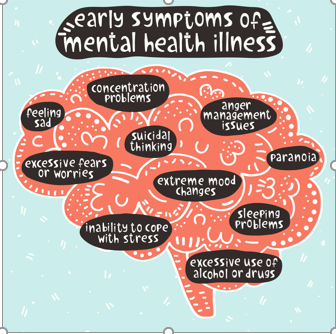 early symptoms of
mental health illness
concentration
problems
feeling
sad
anger
management
issues
suicidal
thinking
excessive fears
or worries
paranoia
extreme mood
changes
sleeping
problems
inability to cope
with stress
excessive use of
alcohol or drugs